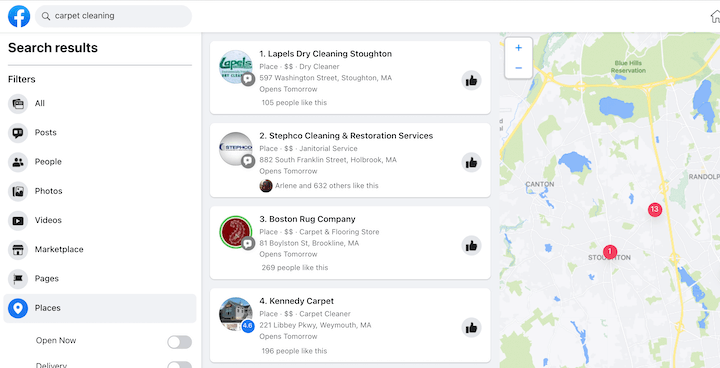 carpet cleaning
Search results
Filters
All
Posts
People
Photos
Videos
Marketplace
Pages
Places
Open Now
Delivery
Lapels
DRY CLEAN
1. Lapels Dry Cleaning Stoughton
Place · $$ · Dry Cleaner
597 Washington Street, Stoughton, MA
Opens Tomorrow
105 people like this
STEPHCO
2. Stephco Cleaning & Restoration Services
Place · $$ · Janitorial Service
882 South Franklin Street, Holbrook, MA
Opens Tomorrow
Arlene and 632 others like this
3. Boston Rug Company
Place · $$ · Carpet & Flooring Store
81 Boylston St, Brookline, MA
Opens Tomorrow
269 people like this
4.6
4. Kennedy Carpet
Place · $$ · Carpet Cleaner
221 Libbey Pkwy, Weymouth, MA
Opens Tomorrow
196 people like this
+
−
Blue Hills
Reservation
CANTON
RANDOLP
13
1
STOUGHTON